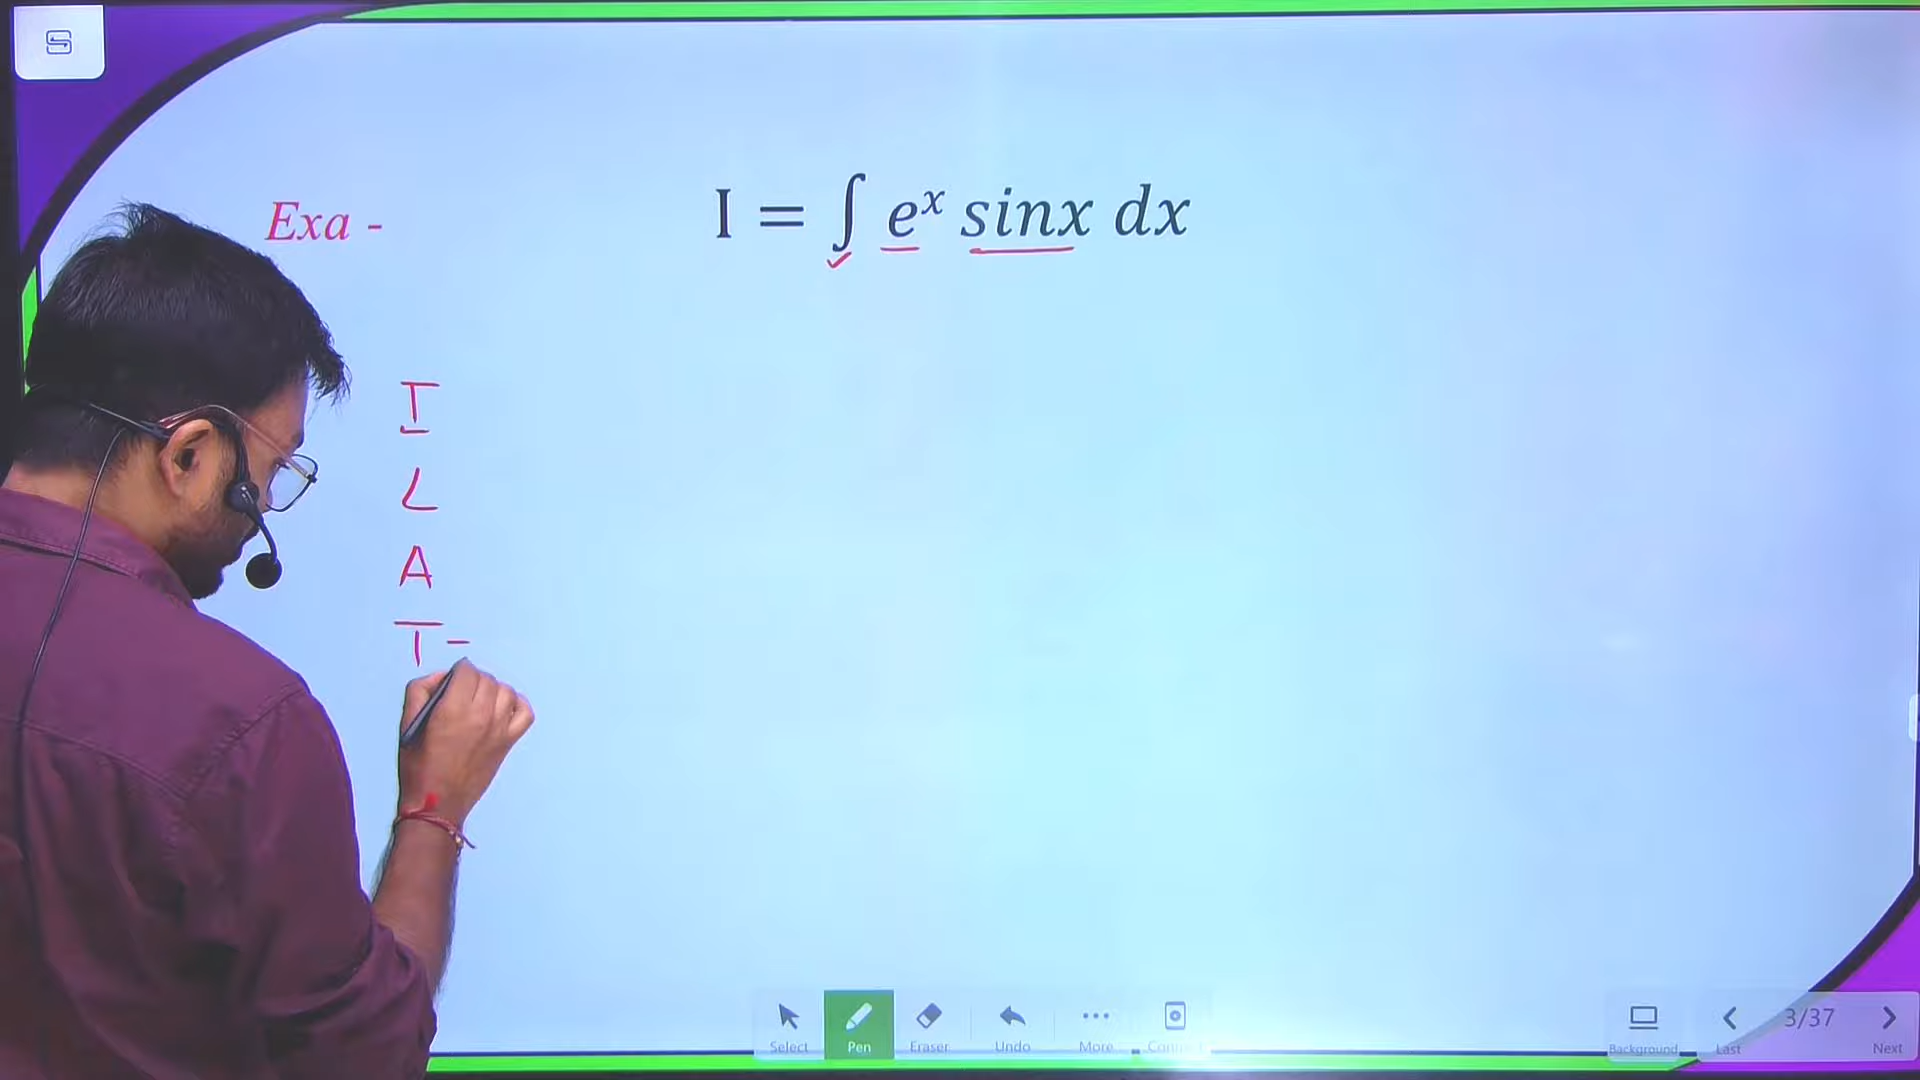 Exa -
I = ∫ eˣ sinx dx
I
L
A
T -
Select Pen Eraser Undo More
Background Last 3/37 Next